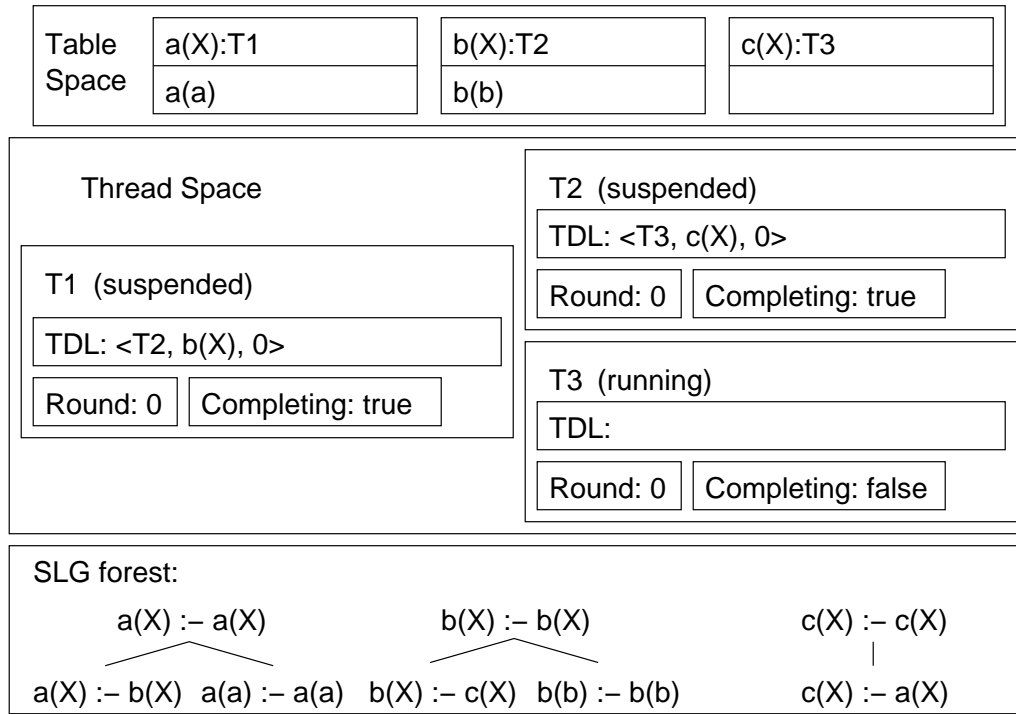 Table
Space
a(X):T1
a(a)
b(X):T2
b(b)
c(X):T3
Thread Space
T1 (suspended)
TDL: <T2, b(X), 0>
Round: 0
Completing: true
T2 (suspended)
TDL: <T3, c(X), 0>
Round: 0
Completing: true
T3 (running)
TDL:
Round: 0
Completing: false
SLG forest:
a(X) :− a(X)
b(X) :− b(X)
c(X) :− c(X)
a(X) :− b(X)
a(a) :− a(a)
b(X) :− c(X)
b(b) :− b(b)
c(X) :− a(X)